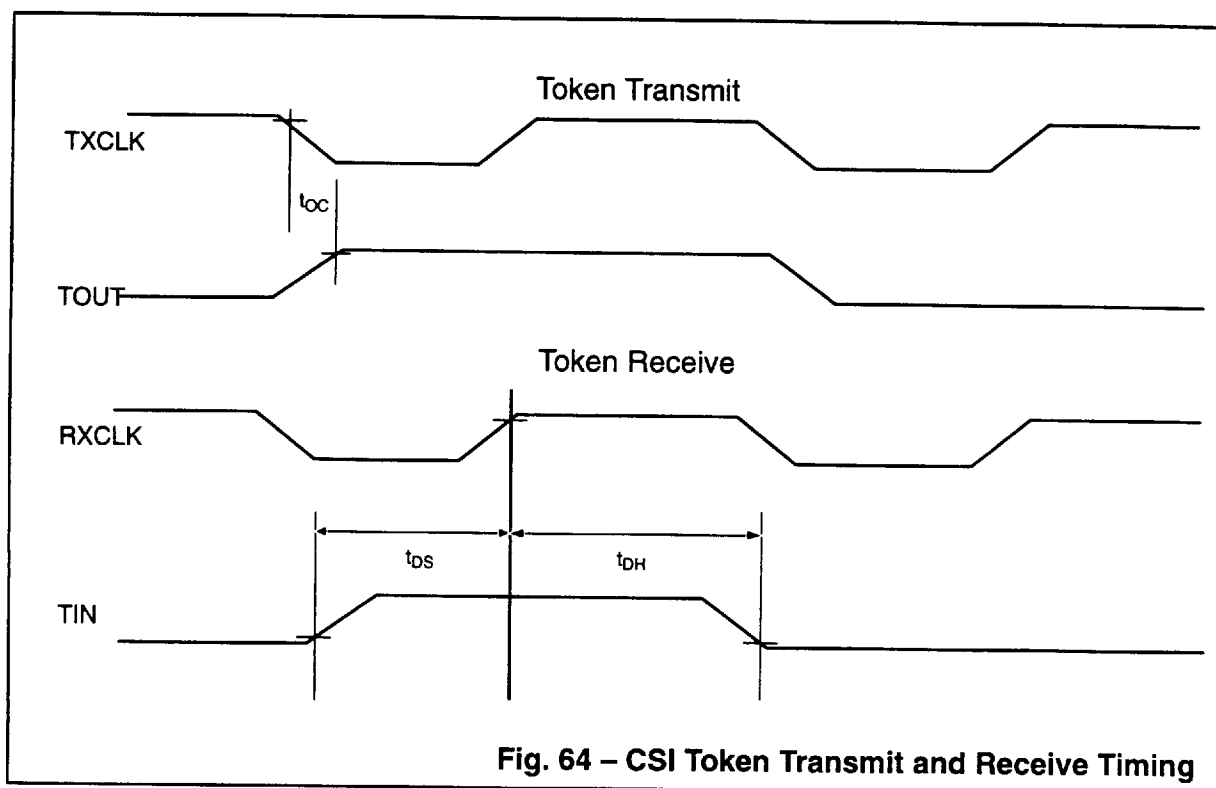 Token Transmit
TXCLK
tOC
TOUT
Token Receive
RXCLK
tDS
tDH
TIN
Fig. 64 – CSI Token Transmit and Receive Timing